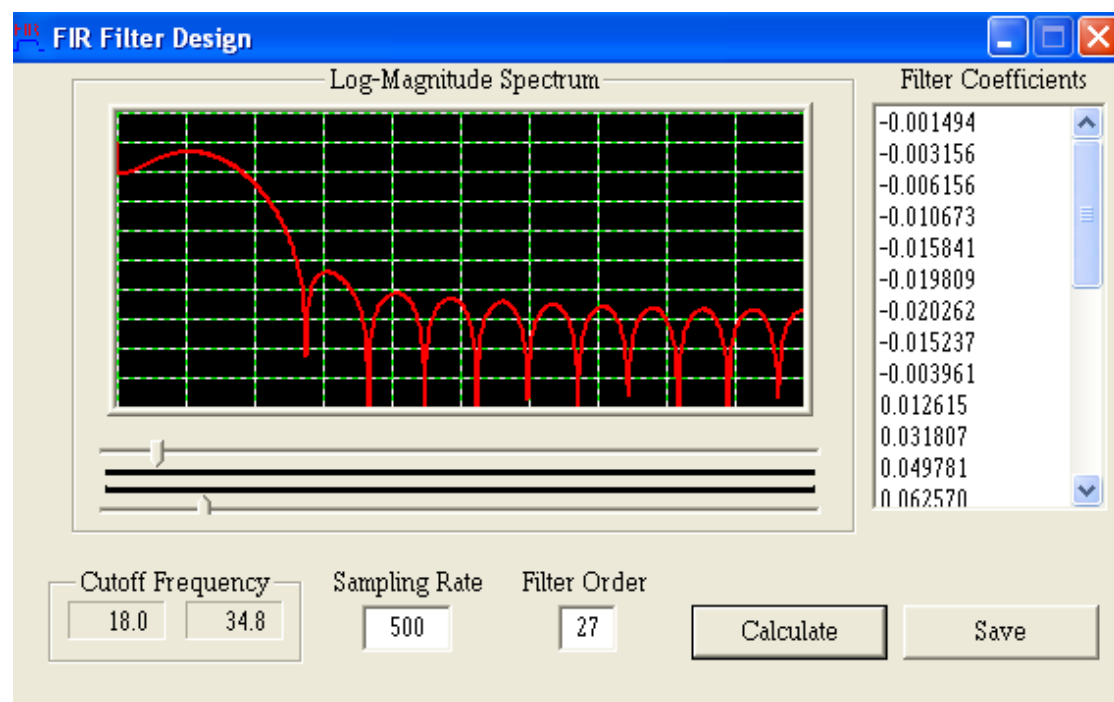 FIR Filter Design
Log-Magnitude Spectrum
Filter Coefficients
-0.001494
-0.003156
-0.006156
-0.010673
-0.015841
-0.019809
-0.020262
-0.015237
-0.003961
0.012615
0.031807
0.049781
0.062570
Cutoff Frequency
18.0 34.8
Sampling Rate
500
Filter Order
27
Calculate
Save